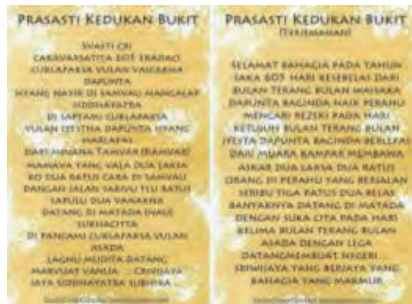 PRASASTI KEDUKAN BUKIT
SVASTI CRI
CAKAVARSATITA 605 EKADACI
CUKLAPAKSA VULAN VAICAKHA
DAPUNTA
HYANG NAYIK DI SAMVAU MANGALAP
SIDDHAYATRA
DI SAPTAMI CUKLAPAKSA
VULAN JYESTHA DAPUNTA HYANG
MARLAPAS
DARI MINANA TAMVAN
MAMAVA YANG VALA DUA LAKSA
KO DUA RATUS CARA DI SAMVAU
DANGAN JALAN SARIVU TLU RATUS
SAPULU DUA VANAKNA
DATANG DI MATADA
SUKHACITTA
DI PANCAMI CUKLAPAKSA VULAN
ASADA
LAGHU MUDITA DATANG
MARVUAT VANUA ... CRIVIJAYA
JAYA SIDDHAYATRA SUBHIKA
PRASASTI KEDUKAN BUKIT
(TERJEMAHAN)
SELAMAT BAHAGIA PADA TAHUN
SAKA 605 HARI KESEBELAS DARI
BULAN TERANG BULAN WAISAKA
DAPUNTA BAGINDA NAIK PERAHU
MENCARI REZEKI PADA HARI
KETUJUH BULAN TERANG BULAN
JYESTA DAPUNTA BAGINDA BERLEPAS
DARI MUARA KAMPAR MEMBAWA
ASKAR DUA LAKSA DUA RATUS
ORANG DI PERAHU YANG BERJALAN
SERIBU TIGA RATUS DUA BELAS
BANYAKNYA DATANG DI MATADA
DENGAN SUKA CITA PADA HARI
KELIMA BULAN TERANG BULAN
ASADA DENGAN LEGA
DATANGMEMBUAT NEGERI ...
SRIWIJAYA YANG BERJAYA YANG
BAHAGIA YANG MAKMUR